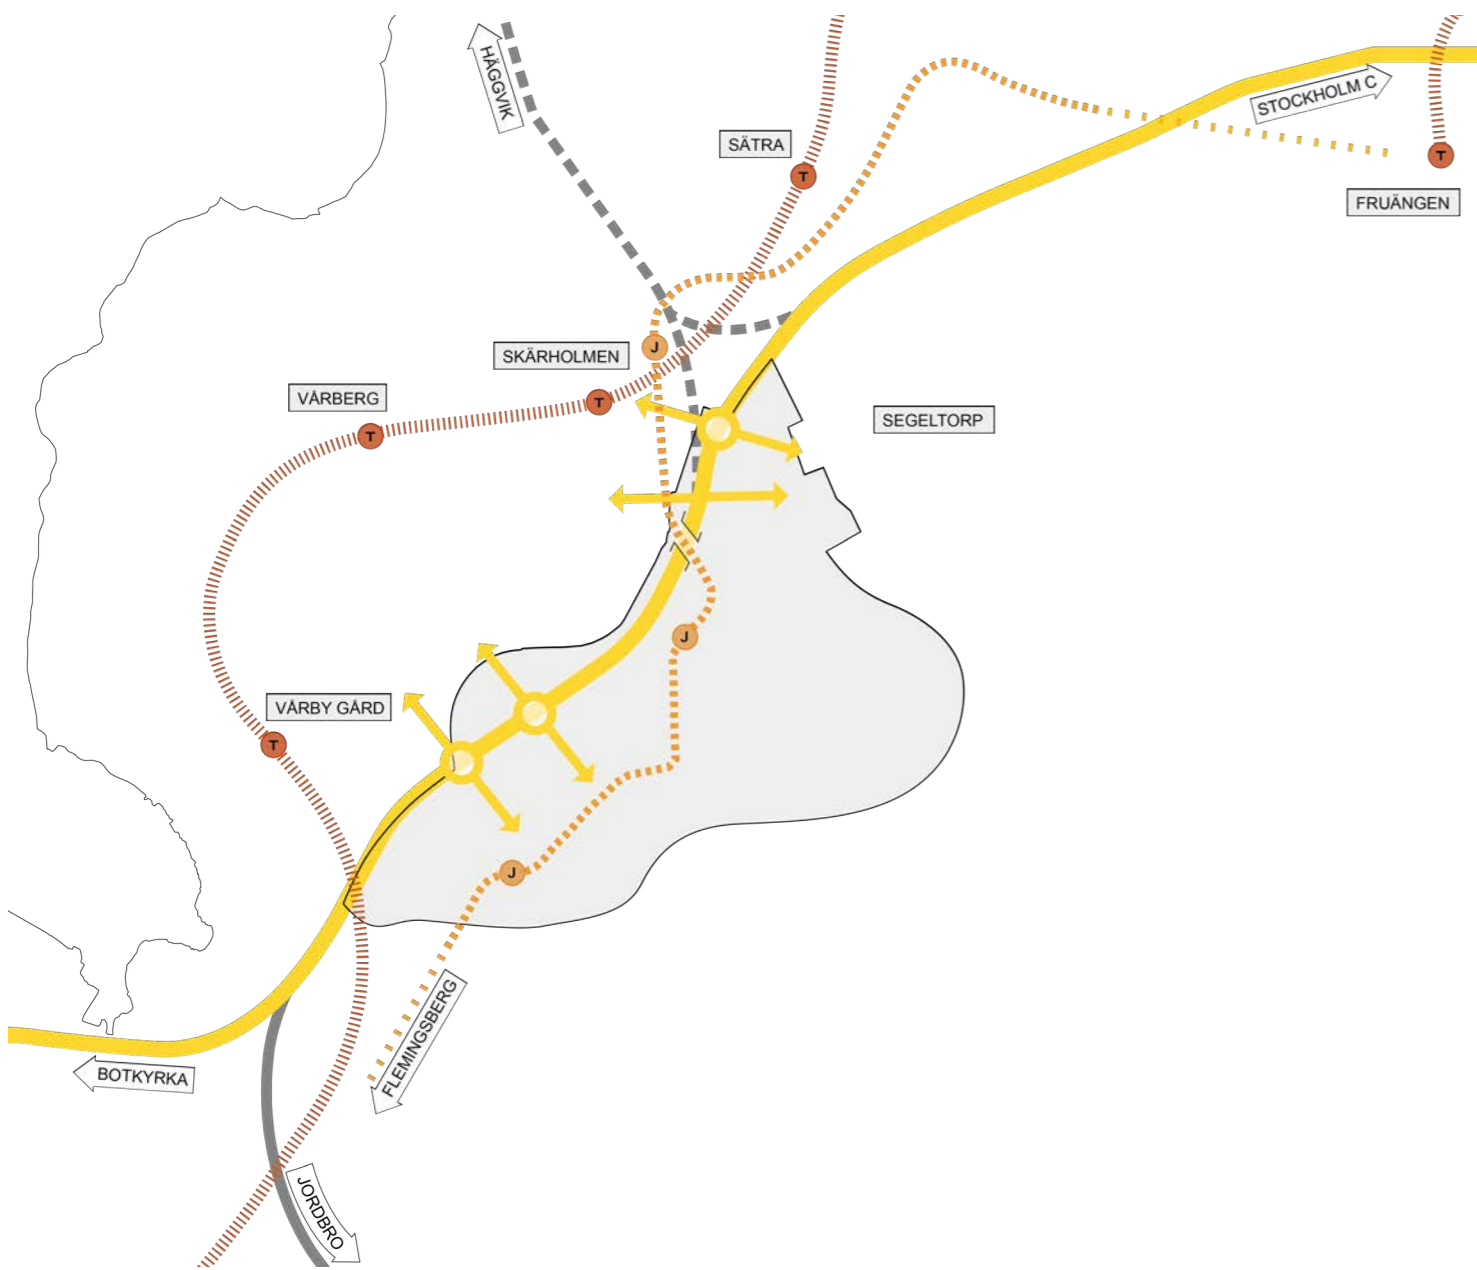 HÄGGVIK
STOCKHOLM C
SÄTRA
T
T
FRUÄNGEN
J
SKÄRHOLMEN
VÅRBERG
T
T
SEGELTORP
J
VÅRBY GÅRD
T
J
FLEMINGSBERG
BOTKYRKA
JORDBRO